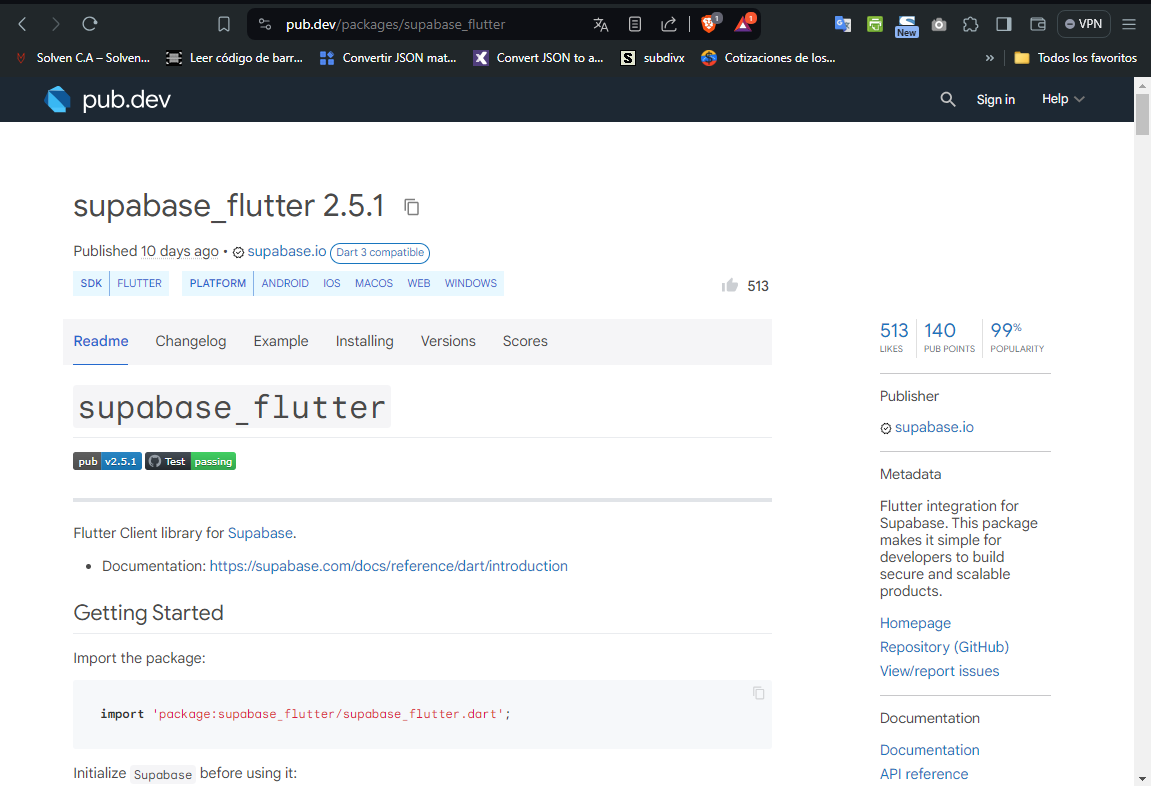 pub.dev/packages/supabase_flutter
1
1
New
VPN
Solven C.A – Solven...
Leer código de barr...
Convertir JSON mat...
Convert JSON to a...
subdivx
Cotizaciones de los...
»
Todos los favoritos
pub.dev
Sign in
Help
supabase_flutter 2.5.1
Published 10 days ago • supabase.io Dart 3 compatible
SDK FLUTTER PLATFORM ANDROID IOS MACOS WEB WINDOWS
513
Readme Changelog Example Installing Versions Scores
supabase_flutter
pub v2.5.1 Test passing
Flutter Client library for Supabase.
• Documentation: https://supabase.com/docs/reference/dart/introduction
Getting Started
Import the package:
import 'package:supabase_flutter/supabase_flutter.dart';
Initialize Supabase before using it:
513 140 99%
LIKES PUB POINTS POPULARITY
Publisher
supabase.io
Metadata
Flutter integration for
Supabase. This package
makes it simple for
developers to build
secure and scalable
products.
Homepage
Repository (GitHub)
View/report issues
Documentation
Documentation
API reference